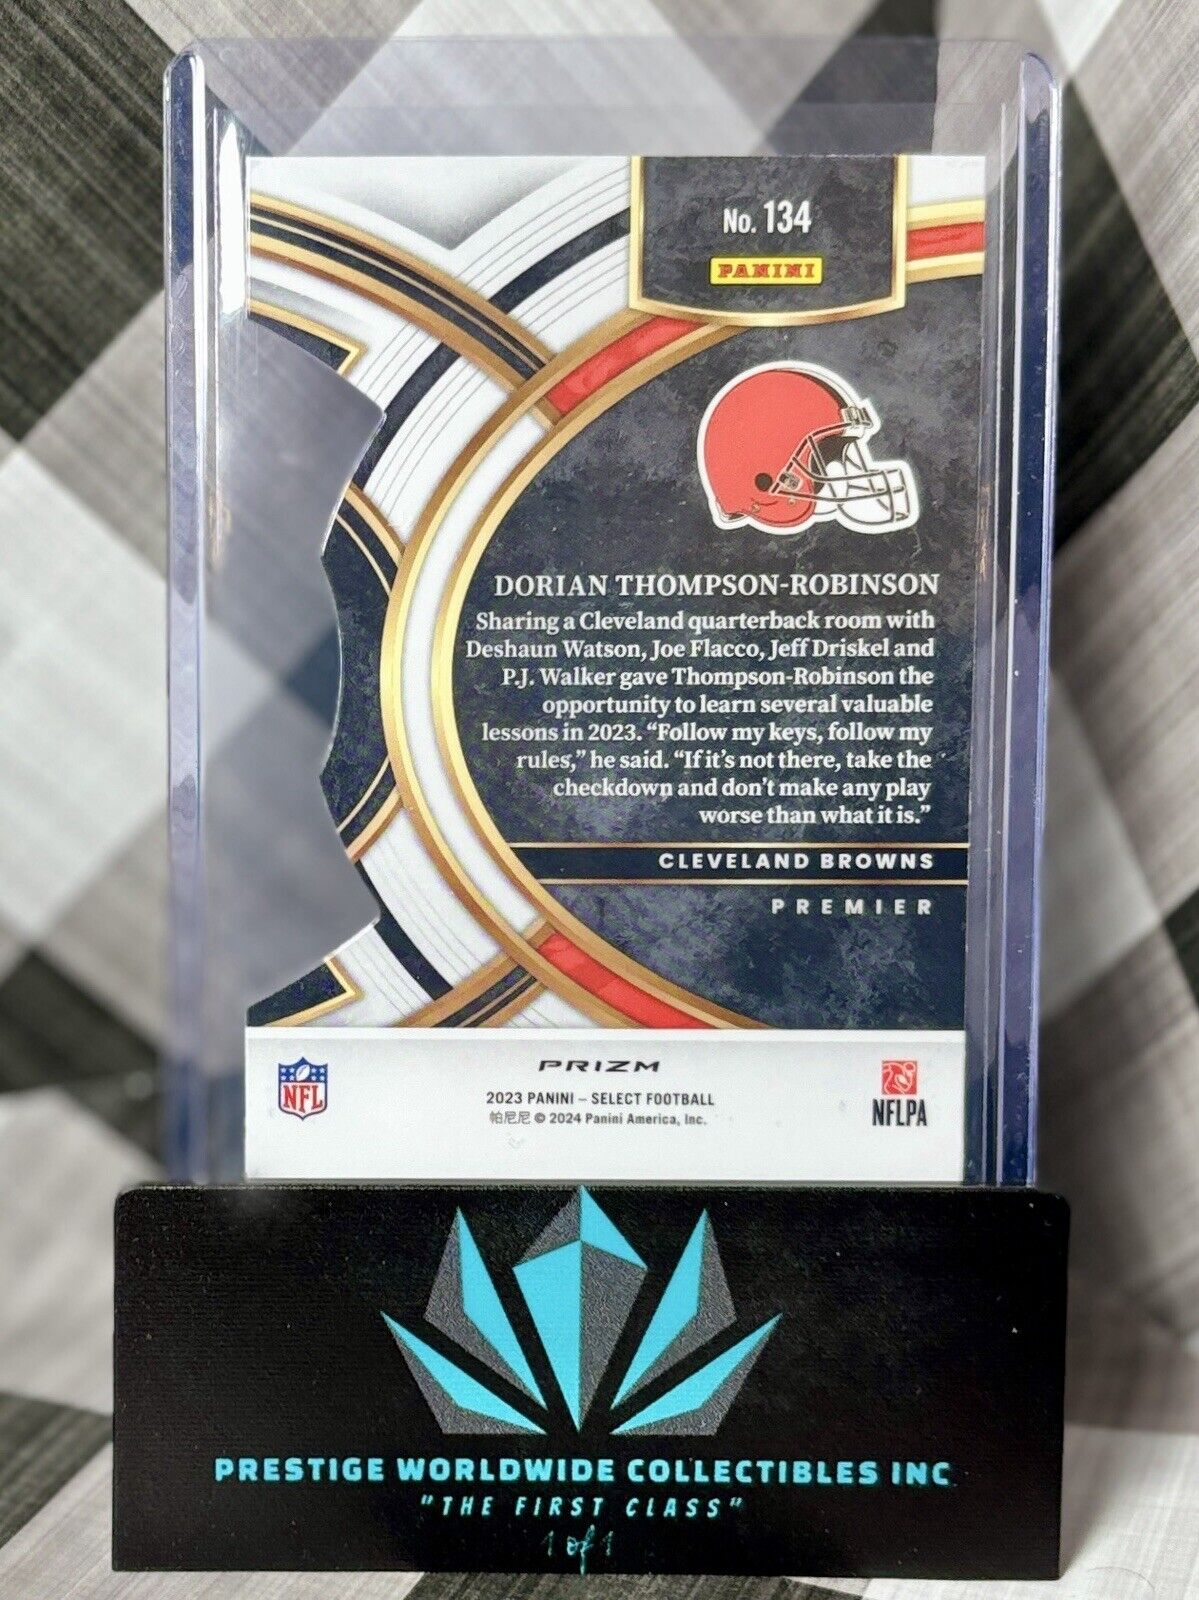 No. 134
PANINI
DORIAN THOMPSON-ROBINSON
Sharing a Cleveland quarterback room with
Deshaun Watson, Joe Flacco, Jeff Driskel and
P.J. Walker gave Thompson-Robinson the
opportunity to learn several valuable
lessons in 2023. “Follow my keys, follow my
rules,” he said. “If it’s not there, take the
checkdown and don’t make any play
worse than what it is.”
CLEVELAND BROWNS
PREMIER
PRIZM
NFL
2023 PANINI – SELECT FOOTBALL
帕尼尼 © 2024 Panini America, Inc.
NFLPA
PRESTIGE WORLDWIDE COLLECTIBLES INC
"THE FIRST CLASS"
1 of 1